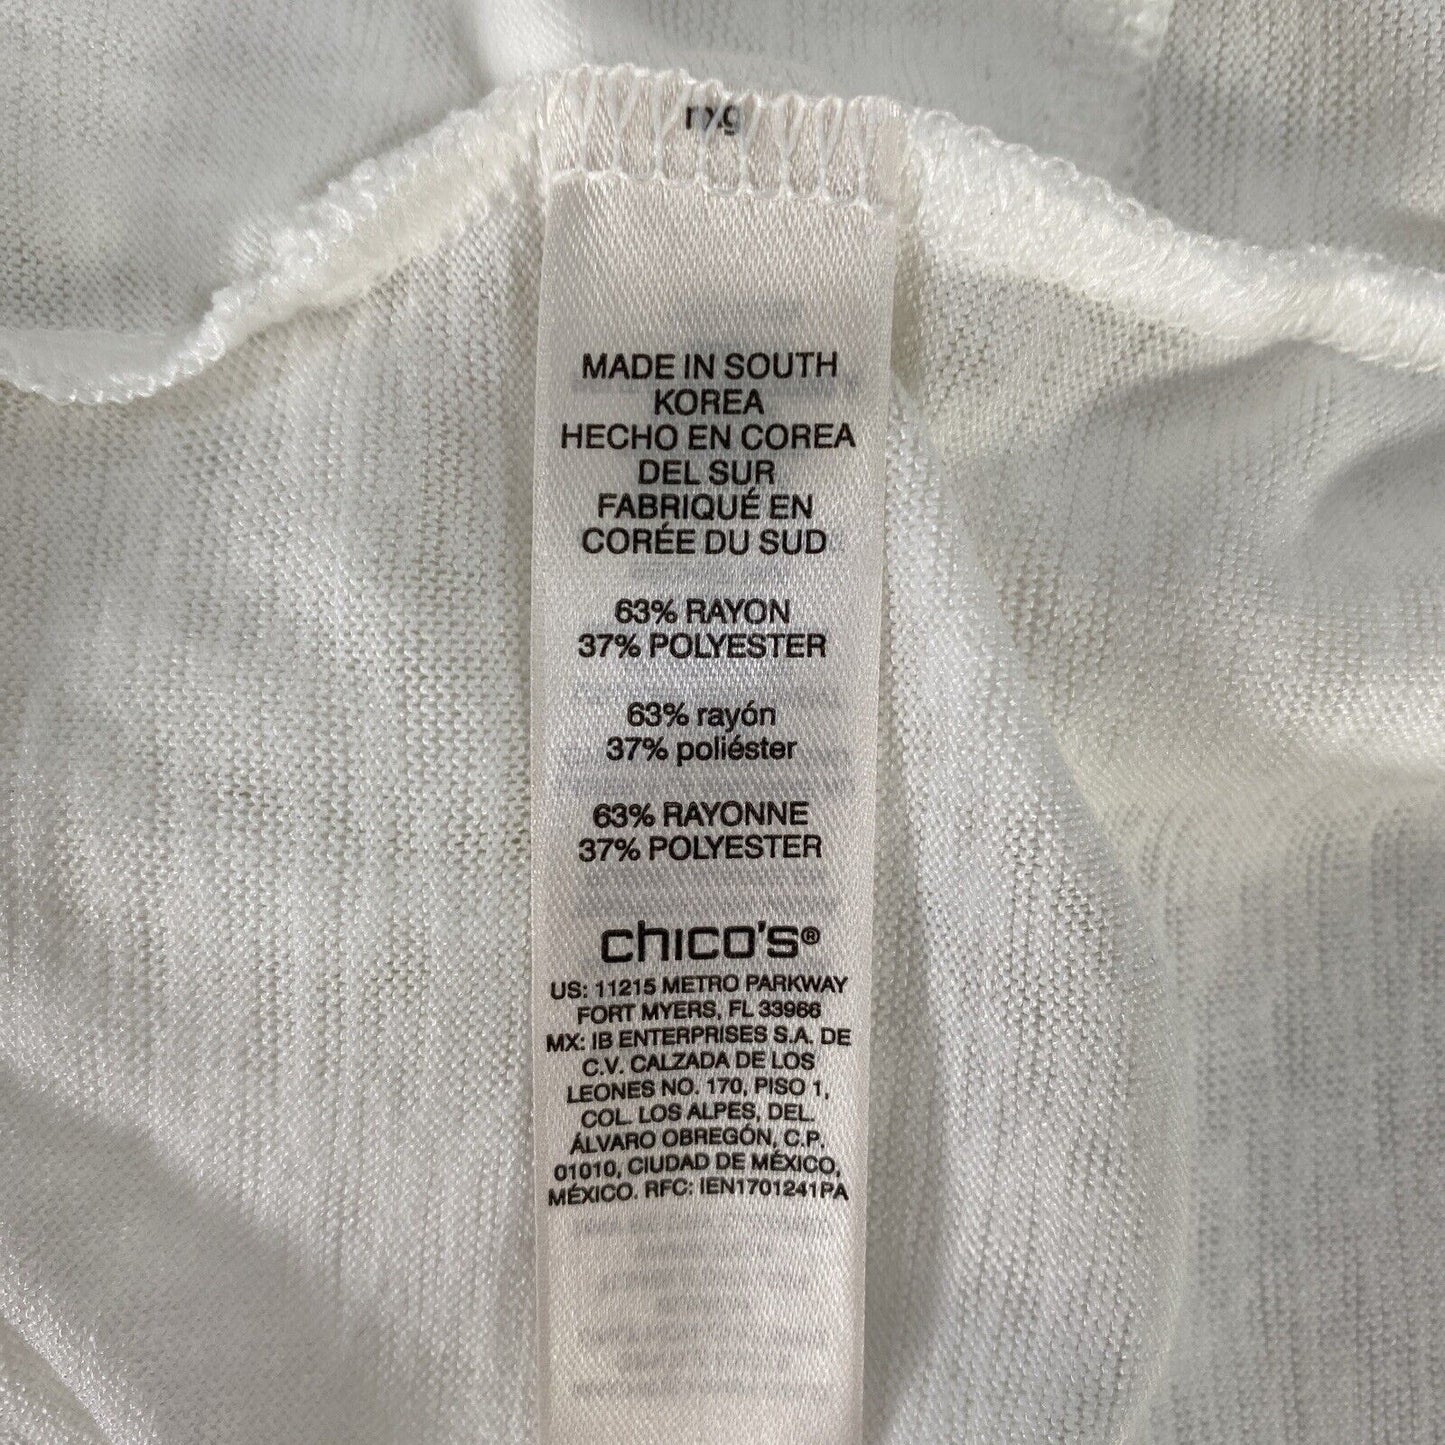 MADE IN SOUTH
KOREA
HECHO EN COREA
DEL SUR
FABRIQUÉ EN
CORÉE DU SUD
63% RAYON
37% POLYESTER
63% rayón
37% poliéster
63% RAYONNE
37% POLYESTER
chico's®
US: 11215 METRO PARKWAY
FORT MYERS, FL 33966
MX: IB ENTERPRISES S.A. DE
C.V. CALZADA DE LOS
LEONES NO. 170, PISO 1,
COL. LOS ALPES, DEL.
ÁLVARO OBREGÓN, C.P.
01010, CIUDAD DE MÉXICO,
MÉXICO. RFC: IEN1701241PA